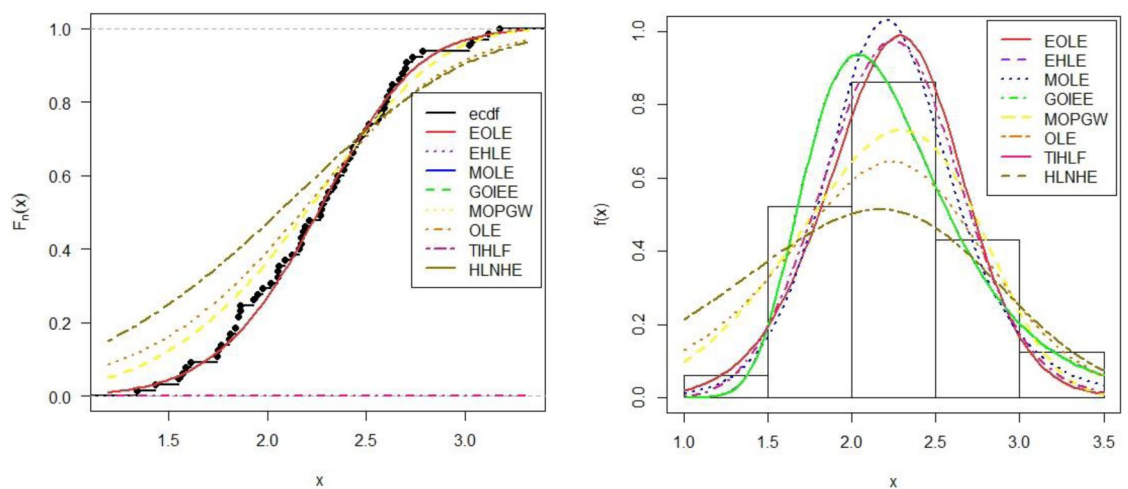 1.0
0.8
0.6
0.4
0.2
0.0
Fn(x)
1.5 2.0 2.5 3.0
x
ecdf
EOLE
EHLE
MOLE
GOIEE
MOPGW
OLE
TIHLF
HLNHE
1.0
0.8
0.6
0.4
0.2
0.0
f(x)
1.0 1.5 2.0 2.5 3.0 3.5
x
EOLE
EHLE
MOLE
GOIEE
MOPGW
OLE
TIHLF
HLNHE